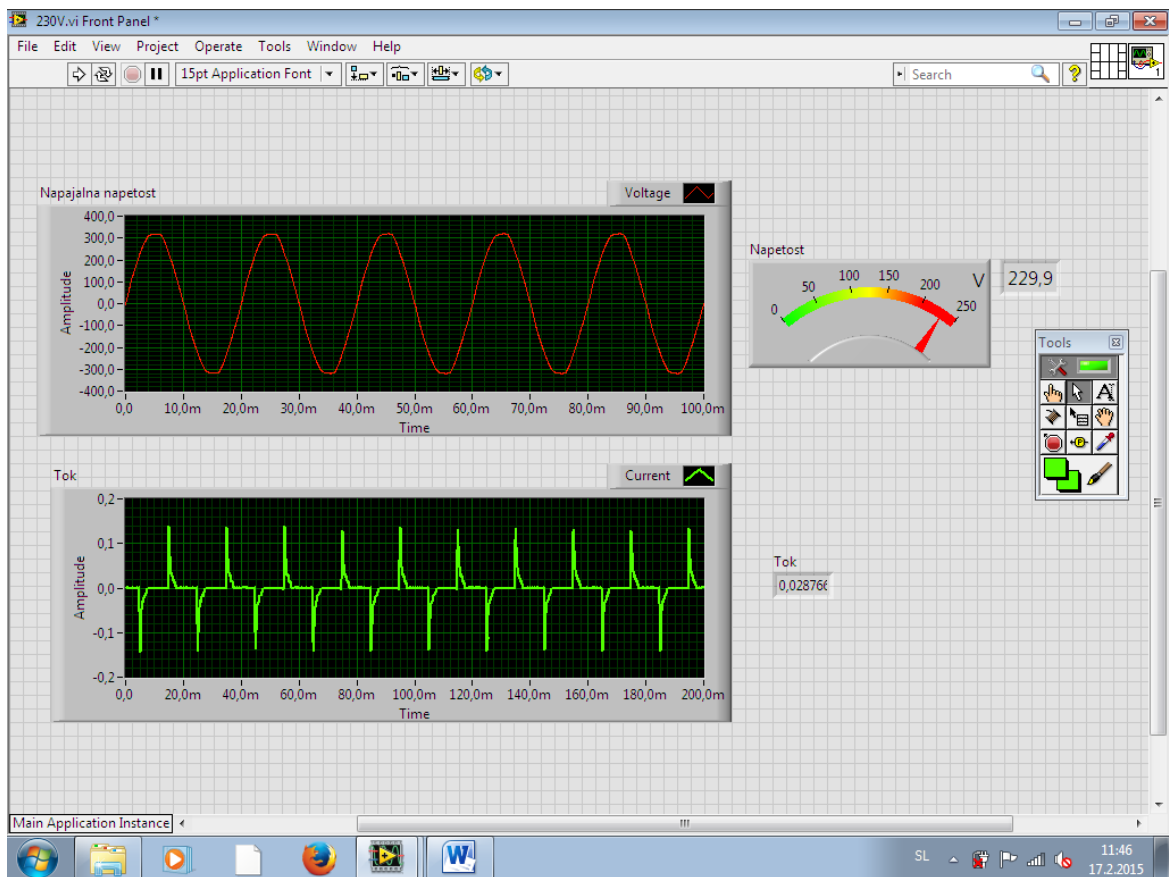 230V.vi Front Panel *
File Edit View Project Operate Tools Window Help
15pt Application Font
Search
1
Napajalna napetost
Voltage
400,0
300,0
200,0
100,0
0,0
-100,0
-200,0
-300,0
-400,0
Amplitude
0,0 10,0m 20,0m 30,0m 40,0m 50,0m 60,0m 70,0m 80,0m 90,0m 100,0m
Time
Napetost
0 50 100 150 200 250
V
229,9
Tools
A
P
Tok
Current
0,2
0,1
0,0
-0,1
-0,2
Amplitude
0,0 20,0m 40,0m 60,0m 80,0m 100,0m 120,0m 140,0m 160,0m 180,0m 200,0m
Time
Tok
0,028766
Main Application Instance
W
SL
11:46
17.2.2015